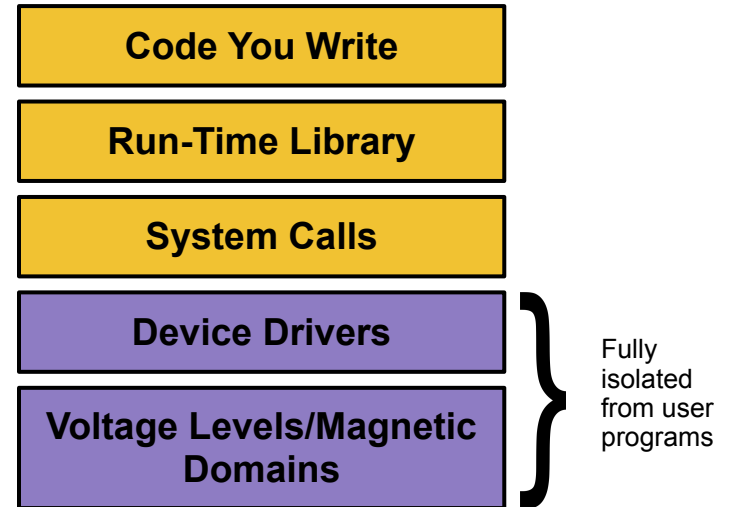 Code You Write
Run-Time Library
System Calls
Device Drivers
Voltage Levels/Magnetic
Domains
Fully
isolated
from user
programs